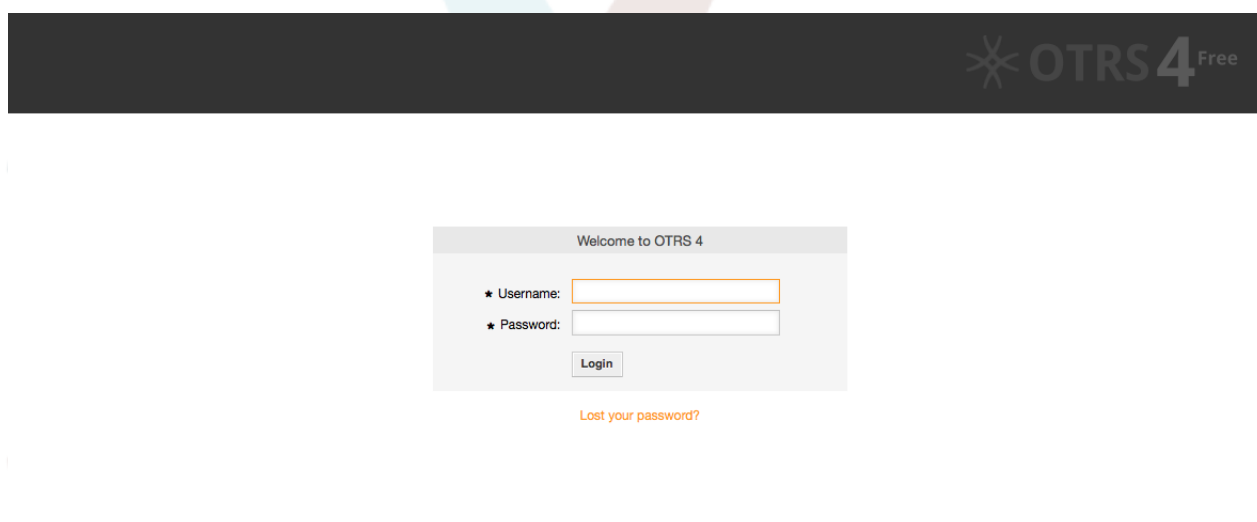 OTRS 4 Free
Welcome to OTRS 4
★ Username:
★ Password:
Login
Lost your password?